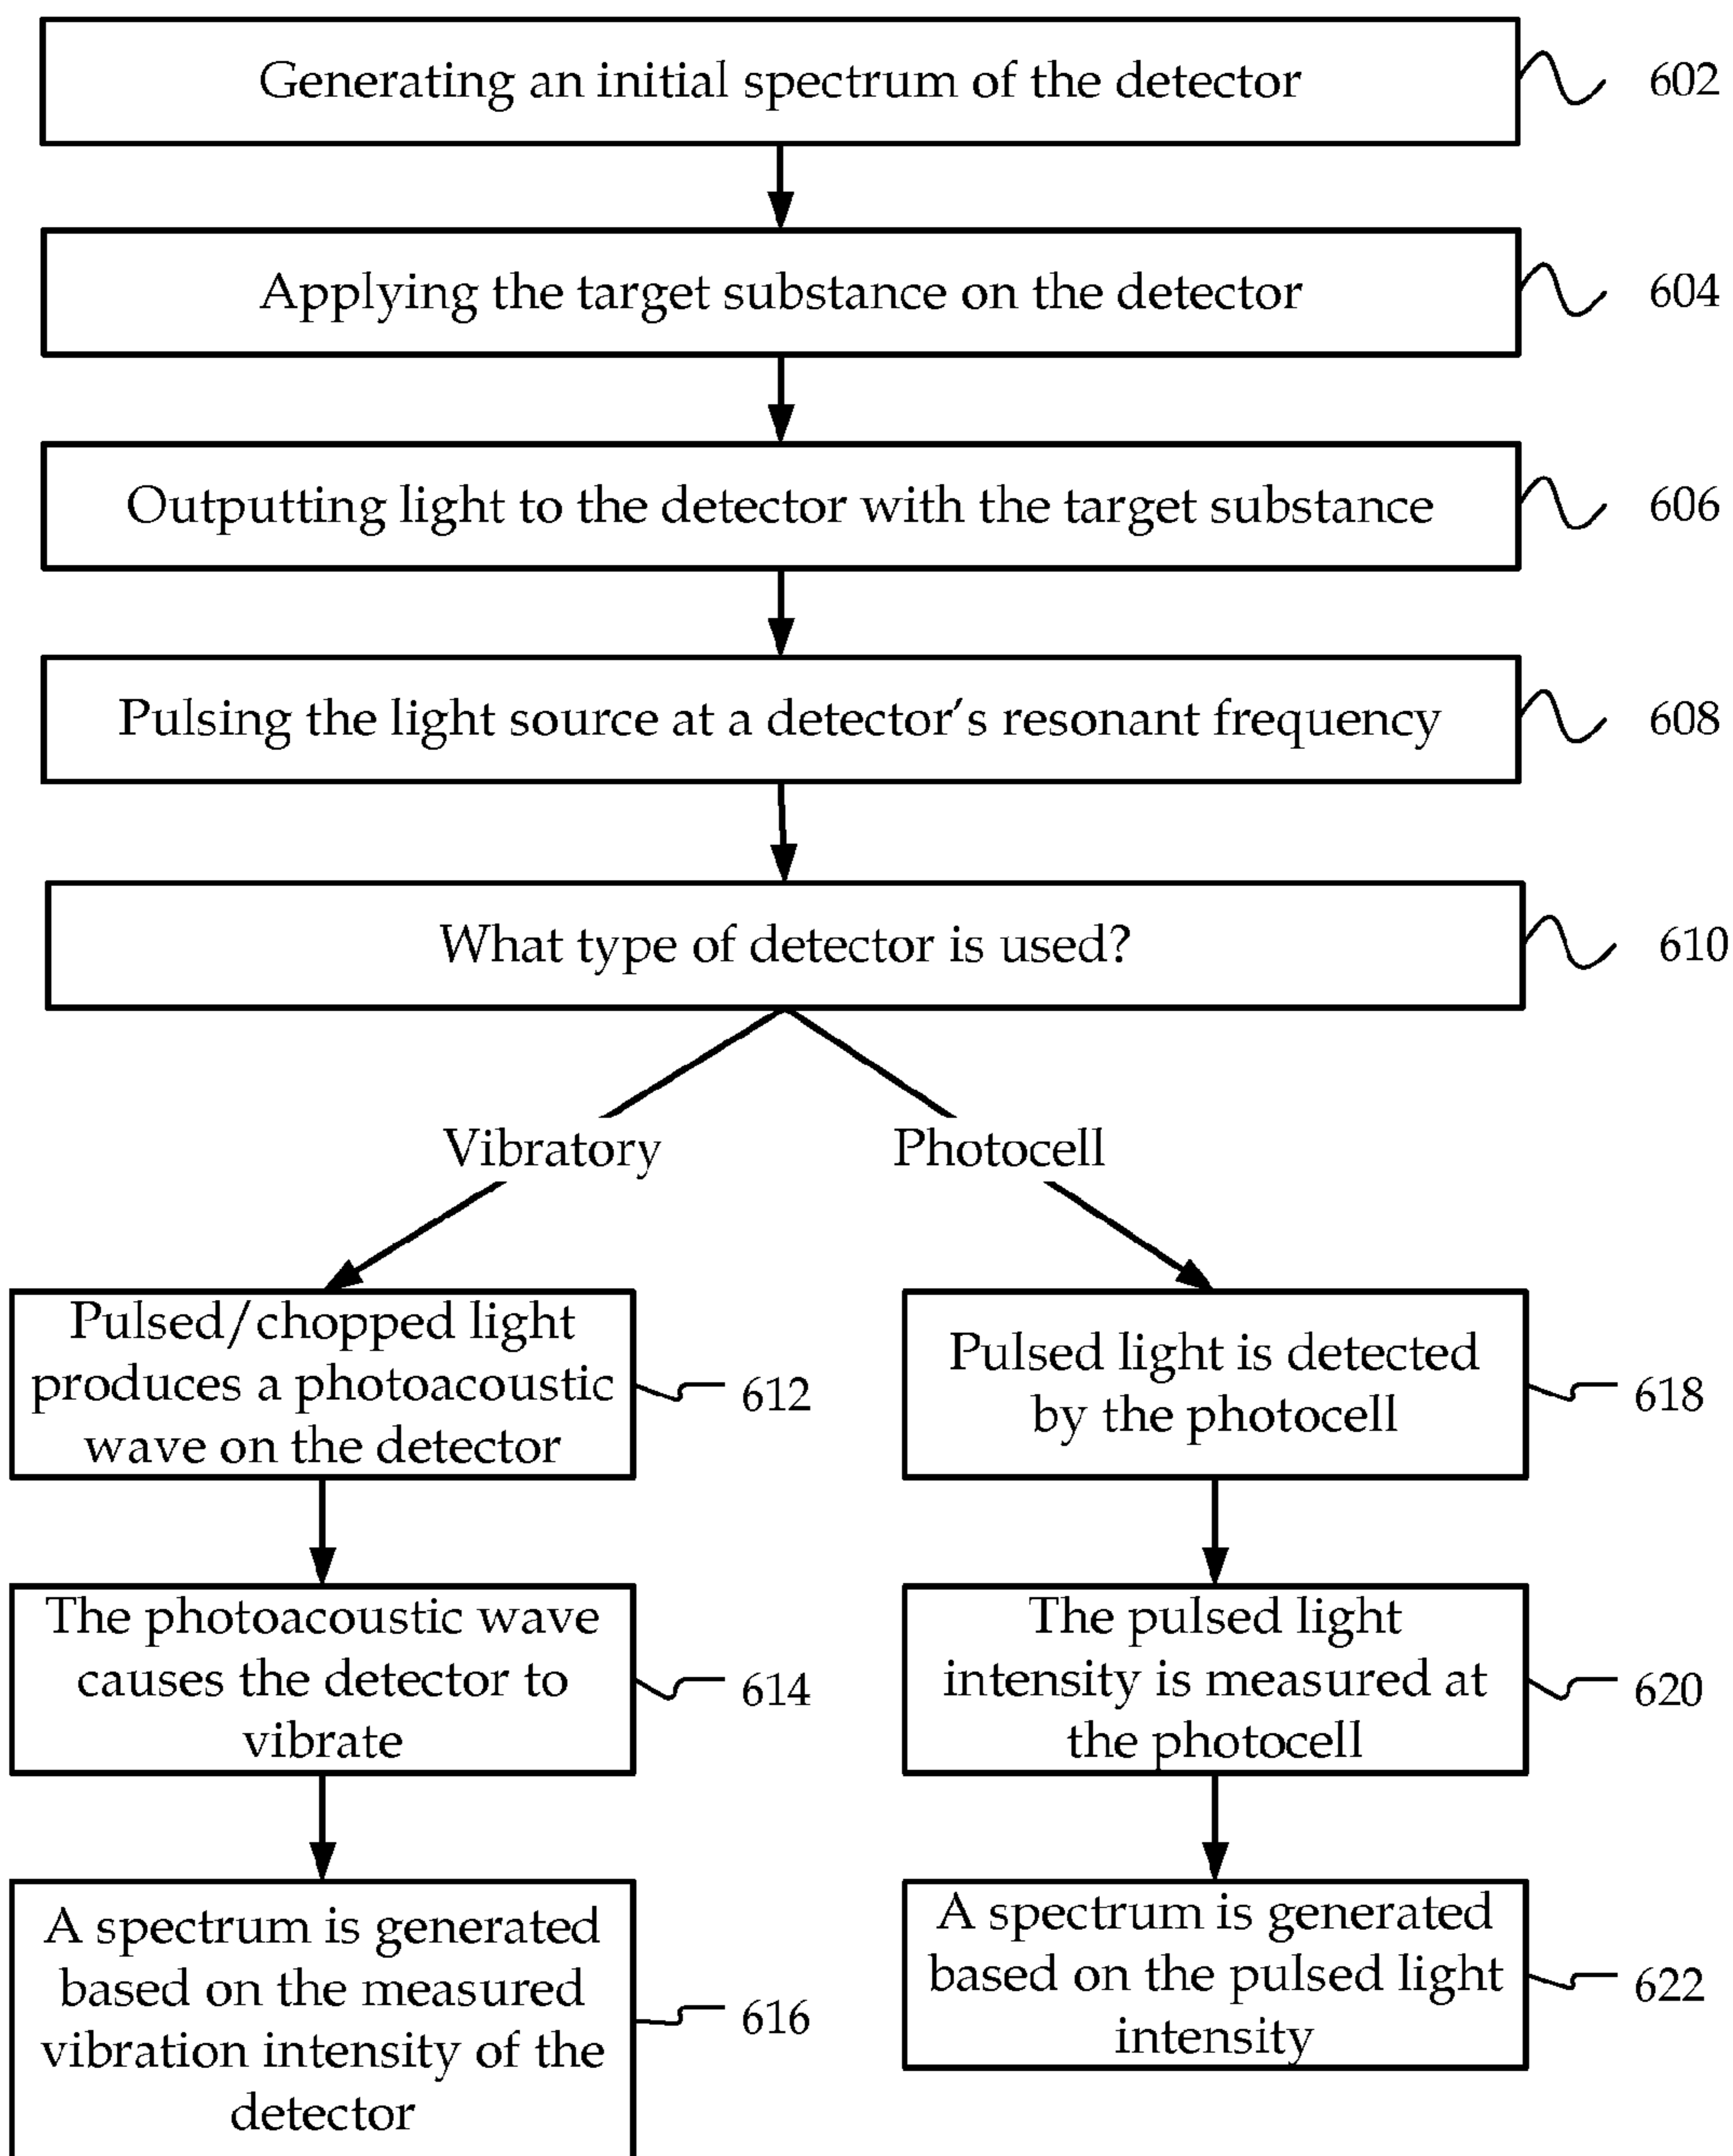 Generating an initial spectrum of the detector
602
Applying the target substance on the detector
604
Outputting light to the detector with the target substance
606
Pulsing the light source at a detector's resonant frequency
608
What type of detector is used?
610
Vibratory
Photocell
Pulsed/chopped light
produces a photoacoustic
wave on the detector
612
Pulsed light is detected
by the photocell
618
The photoacoustic wave
causes the detector to
vibrate
614
The pulsed light
intensity is measured at
the photocell
620
A spectrum is generated
based on the measured
vibration intensity of the
detector
616
A spectrum is generated
based on the pulsed light
intensity
622